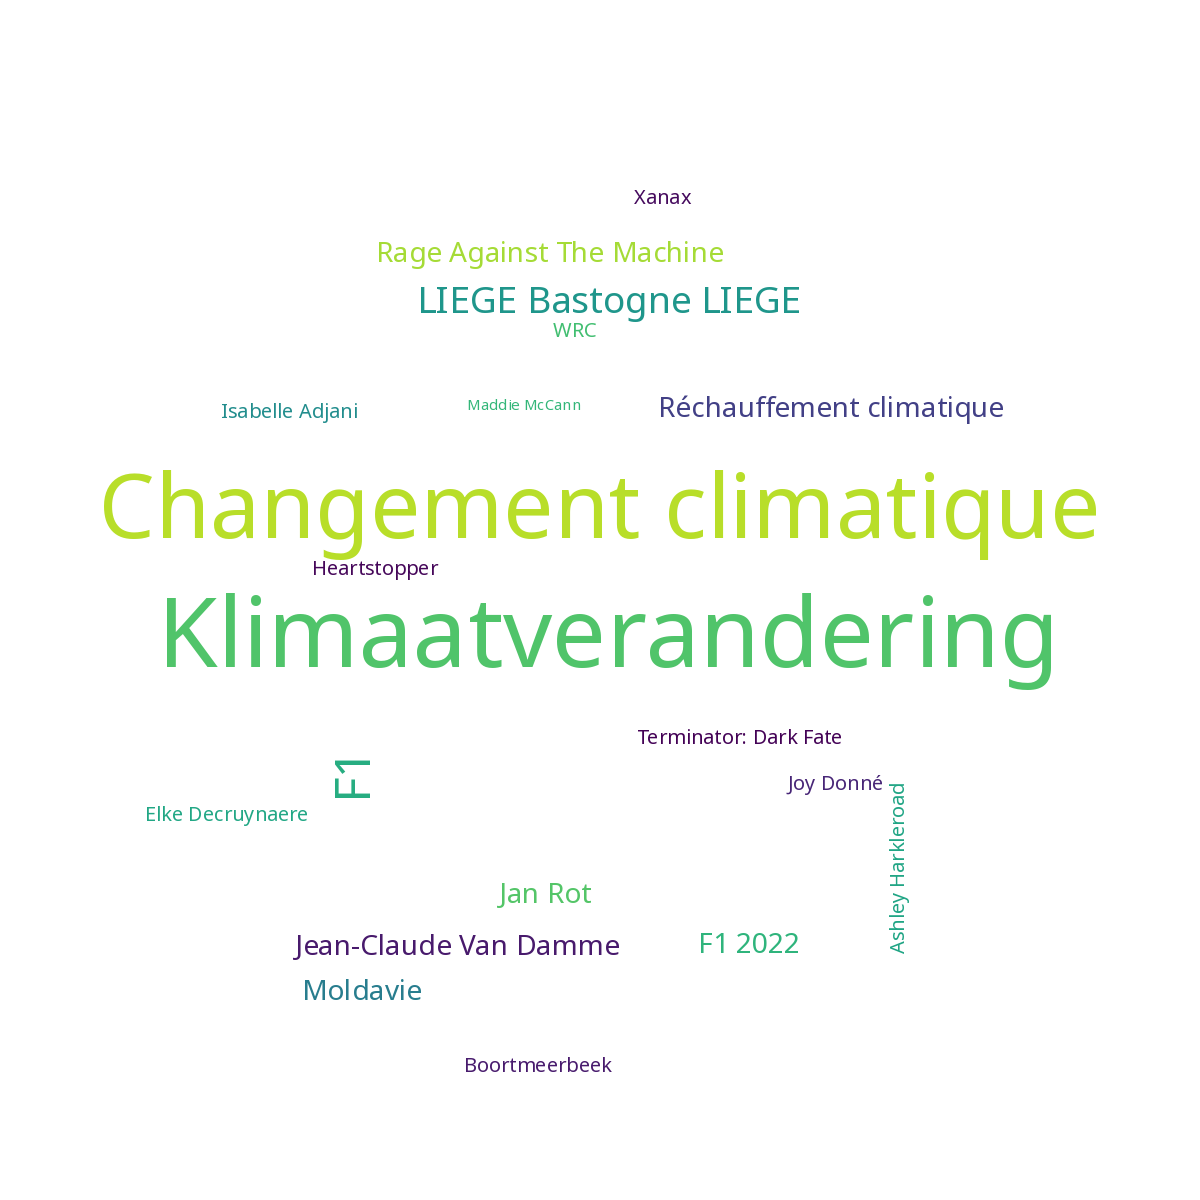 Xanax
Rage Against The Machine
LIEGE Bastogne LIEGE
WRC
Isabelle Adjani
Maddie McCann
Réchauffement climatique
Changement climatique
Heartstopper
Klimaatverandering
Terminator: Dark Fate
F1
Joy Donné
Elke Decruynaere
Ashley Harkleroad
Jan Rot
Jean-Claude Van Damme
F1 2022
Moldavie
Boortmeerbeek